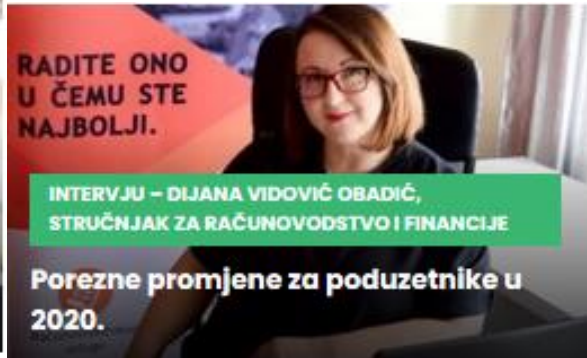 RADITE ONO
U ČEMU STE
NAJBOLJI.
INTERVJU – DIJANA VIDOVIĆ OBADIĆ,
STRUČNJAK ZA RAČUNOVODSTVO I FINANCIJE
Porezne promjene za poduzetnike u
2020.